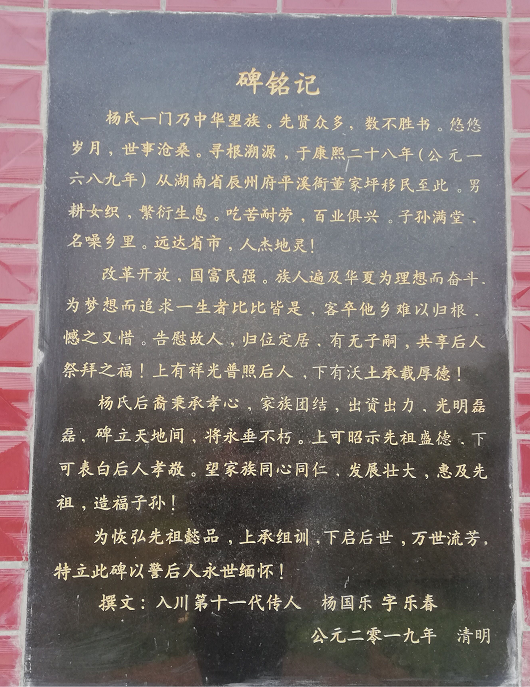 碑铭记
杨氏一门乃中华望族。先贤众多，数不胜书。悠悠
岁月，世事沧桑。寻根溯源，于康熙二十八年(公元一
六八九年) 从湖南省辰州府平溪衙董家坪移民至此。男
耕女织，繁衍生息。吃苦耐劳，百业俱兴。子孙满堂、
名噪乡里。远达省市，人杰地灵！
改革开放，国富民强。族人遍及华夏为理想而奋斗、
为梦想而追求一生者比比皆是，客卒他乡难以归根、
憾之又惜。告慰故人，归位定居、有无子嗣，共享后人
祭拜之福！上有祥光普照后人、下有沃土承载厚德！
杨氏后裔秉承孝心，家族团结，出资出力、光明磊
磊，碑立天地间，将永垂不朽。上可昭示先祖盛德、下
可表白后人孝敬。望家族同心同仁、发展壮大，惠及先
祖，造福子孙！
为恢弘先祖懿品，上承组训，下启后世，万世流芳，
特立此碑以警后人永世缅怀！
撰文：入川第十一代传人 杨国乐 字乐春
公元二零一九年 清明